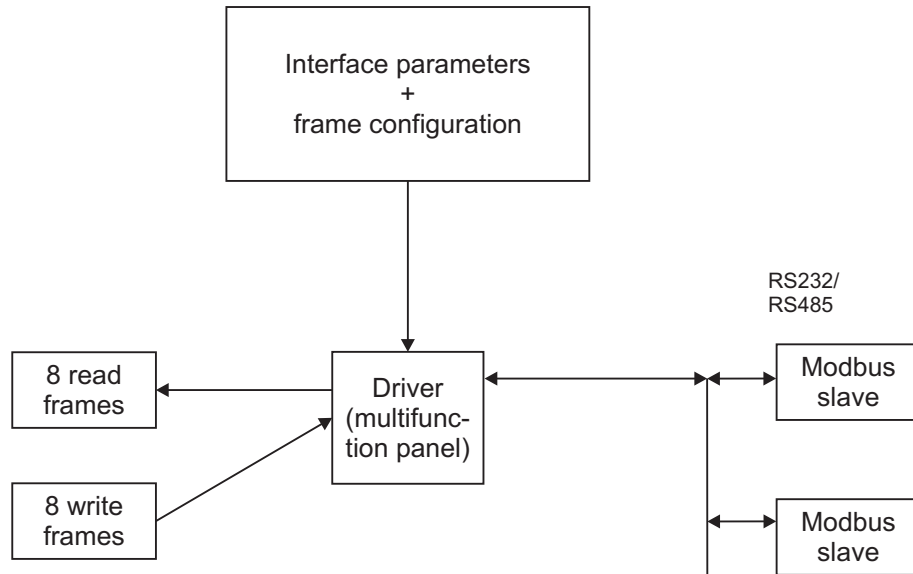 Interface parameters
+
frame configuration
RS232/
RS485
8 read
frames
Driver
(multifunc-
tion panel)
Modbus
slave
8 write
frames
Modbus
slave